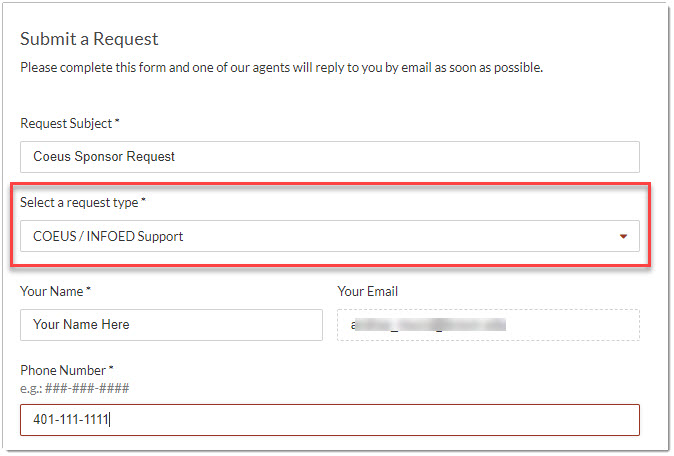 Submit a Request
Please complete this form and one of our agents will reply to you by email as soon as possible.
Request Subject *
Coeus Sponsor Request
Select a request type *
COEUS / INFOED Support
Your Name *
Your Email
Your Name Here
Phone Number *
e.g.: ###-###-####
401-111-1111